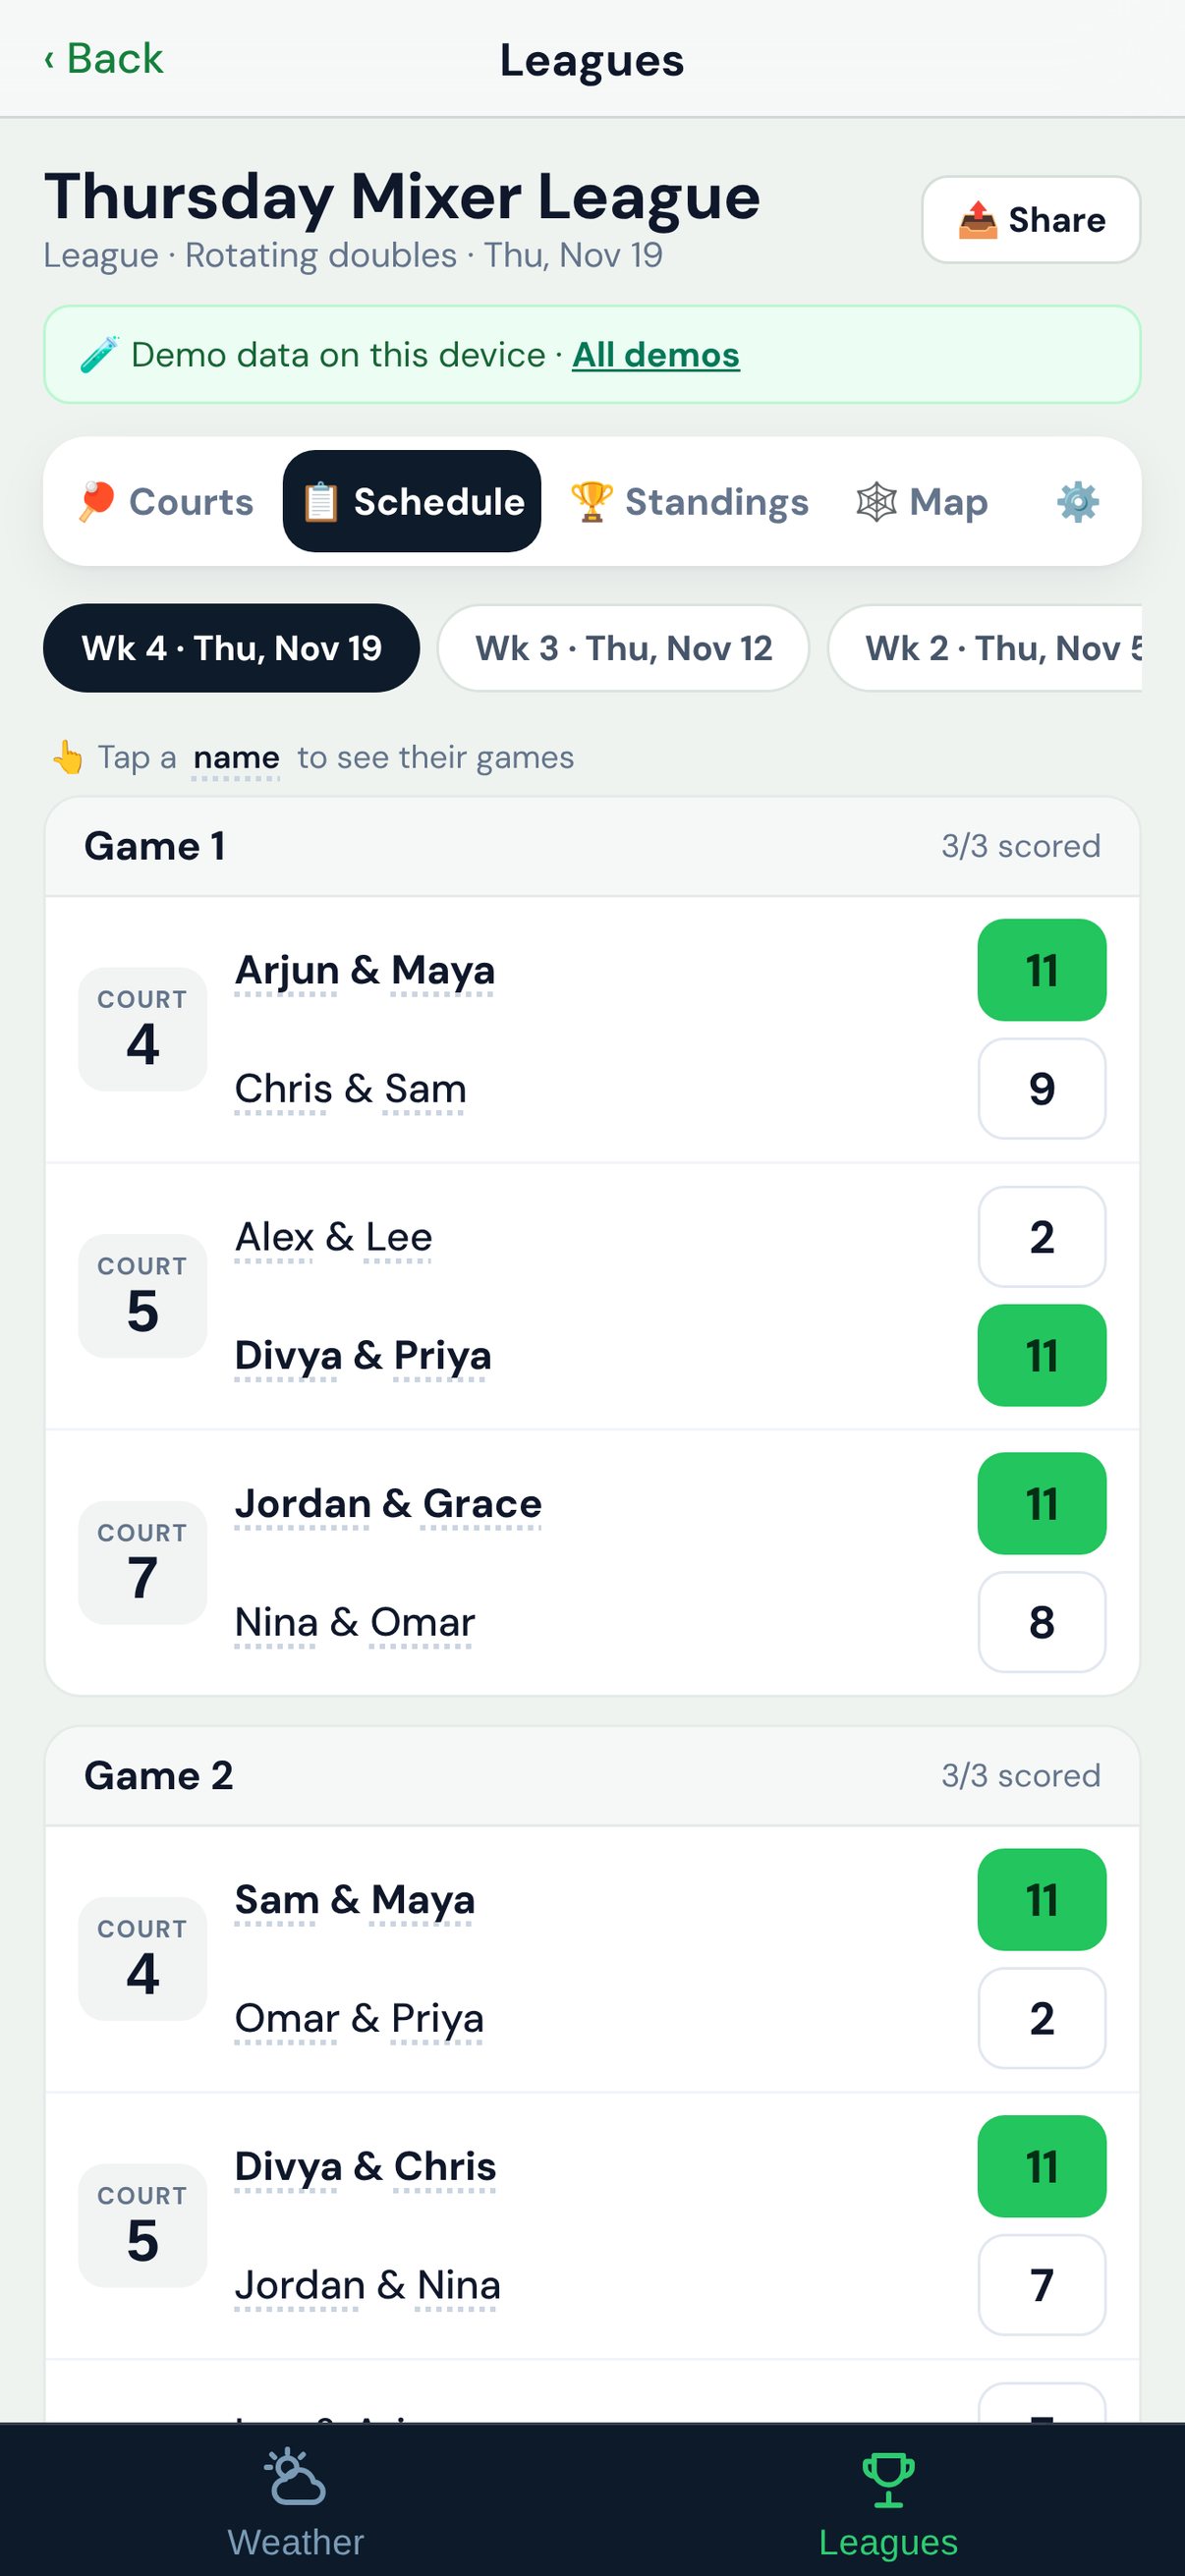 ‹ Back
Leagues
Thursday Mixer League
League · Rotating doubles · Thu, Nov 19
Share
Demo data on this device · All demos
Courts
Schedule
Standings
Map
Wk 4 · Thu, Nov 19
Wk 3 · Thu, Nov 12
Wk 2 · Thu, Nov 5
Tap a name to see their games
Game 1
3/3 scored
COURT
4
Arjun & Maya
11
Chris & Sam
9
COURT
5
Alex & Lee
2
Divya & Priya
11
COURT
7
Jordan & Grace
11
Nina & Omar
8
Game 2
3/3 scored
COURT
4
Sam & Maya
11
Omar & Priya
2
COURT
5
Divya & Chris
11
Jordan & Nina
7
Weather
Leagues